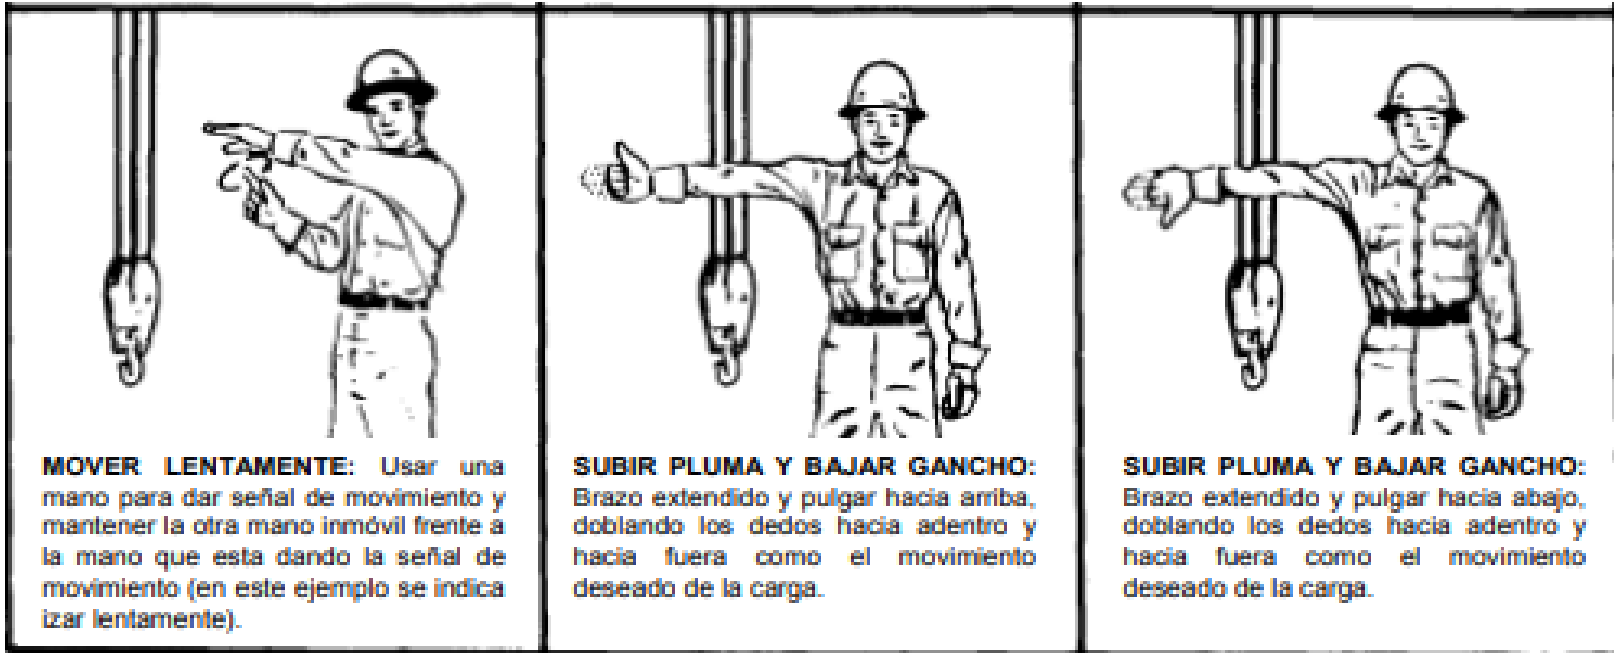 MOVER LENTAMENTE: Usar una
mano para dar señal de movimiento y
mantener la otra mano inmóvil frente a
la mano que esta dando la señal de
movimiento (en este ejemplo se indica
izar lentamente).
SUBIR PLUMA Y BAJAR GANCHO:
Brazo extendido y pulgar hacia arriba,
doblando los dedos hacia adentro y
hacia fuera como el movimiento
deseado de la carga.
SUBIR PLUMA Y BAJAR GANCHO:
Brazo extendido y pulgar hacia abajo,
doblando los dedos hacia adentro y
hacia fuera como el movimiento
deseado de la carga.